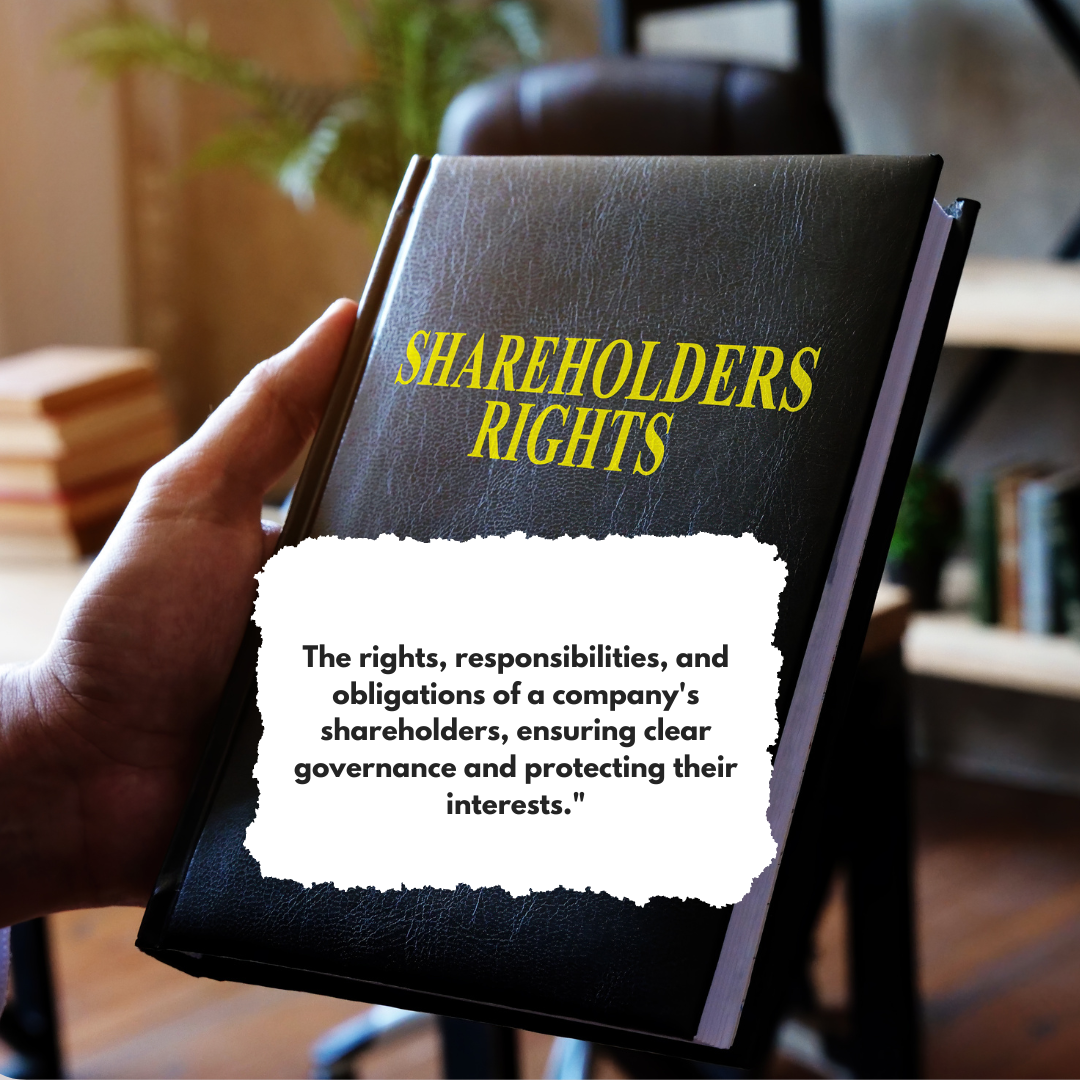 SHAREHOLDERS
RIGHTS
The rights, responsibilities, and
obligations of a company's
shareholders, ensuring clear
governance and protecting their
interests."